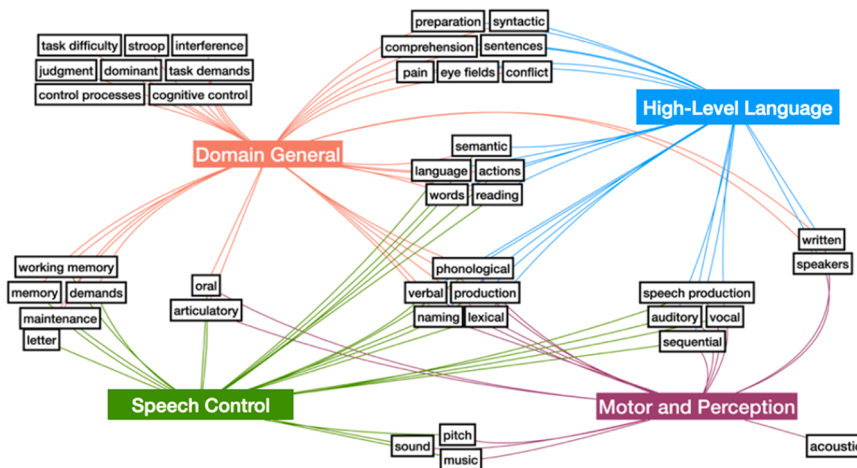 preparation syntactic
task difficulty stroop interference
comprehension sentences
judgment dominant task demands
pain eye fields conflict
control processes cognitive control
High-Level Language
Domain General
semantic
language actions
words reading
written
working memory
phonological
speakers
oral
memory demands
verbal production
speech production
articulatory
maintenance
naming lexical
auditory vocal
letter
sequential
Speech Control
Motor and Perception
pitch
sound
acoustic
music